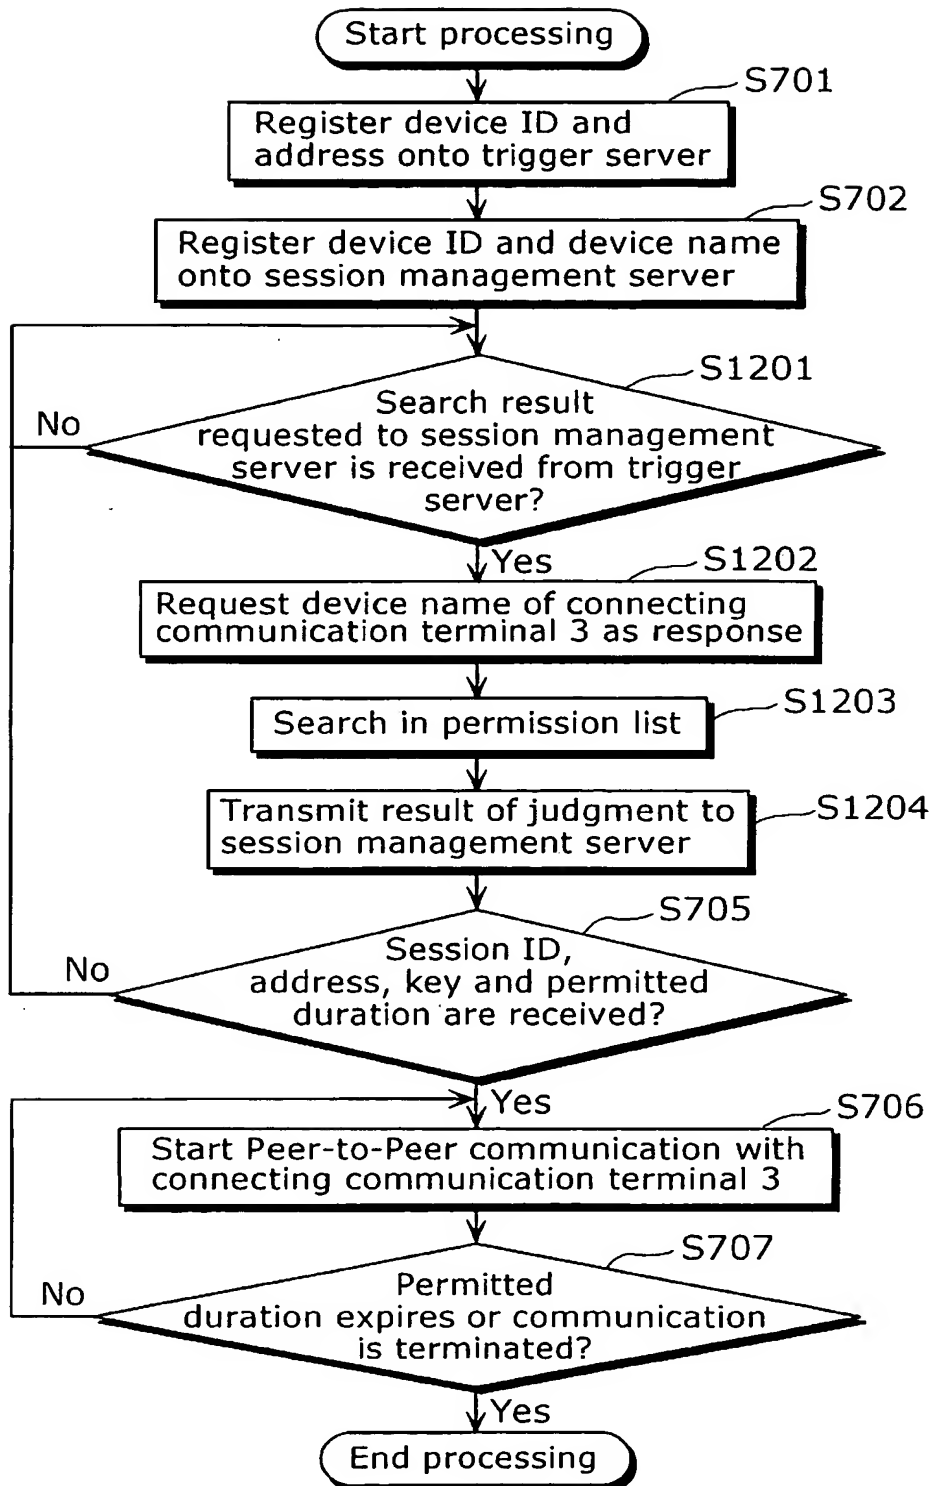 Start processing
S701
Register device ID and
address onto trigger server
S702
Register device ID and device name
onto session management server
S1201
No
Search result
requested to session management
server is received from trigger
server?
Yes
S1202
Request device name of connecting
communication terminal 3 as response
S1203
Search in permission list
S1204
Transmit result of judgment to
session management server
S705
No
Session ID,
address, key and permitted
duration are received?
Yes
S706
Start Peer-to-Peer communication with
connecting communication terminal 3
S707
No
Permitted
duration expires or communication
is terminated?
Yes
End processing